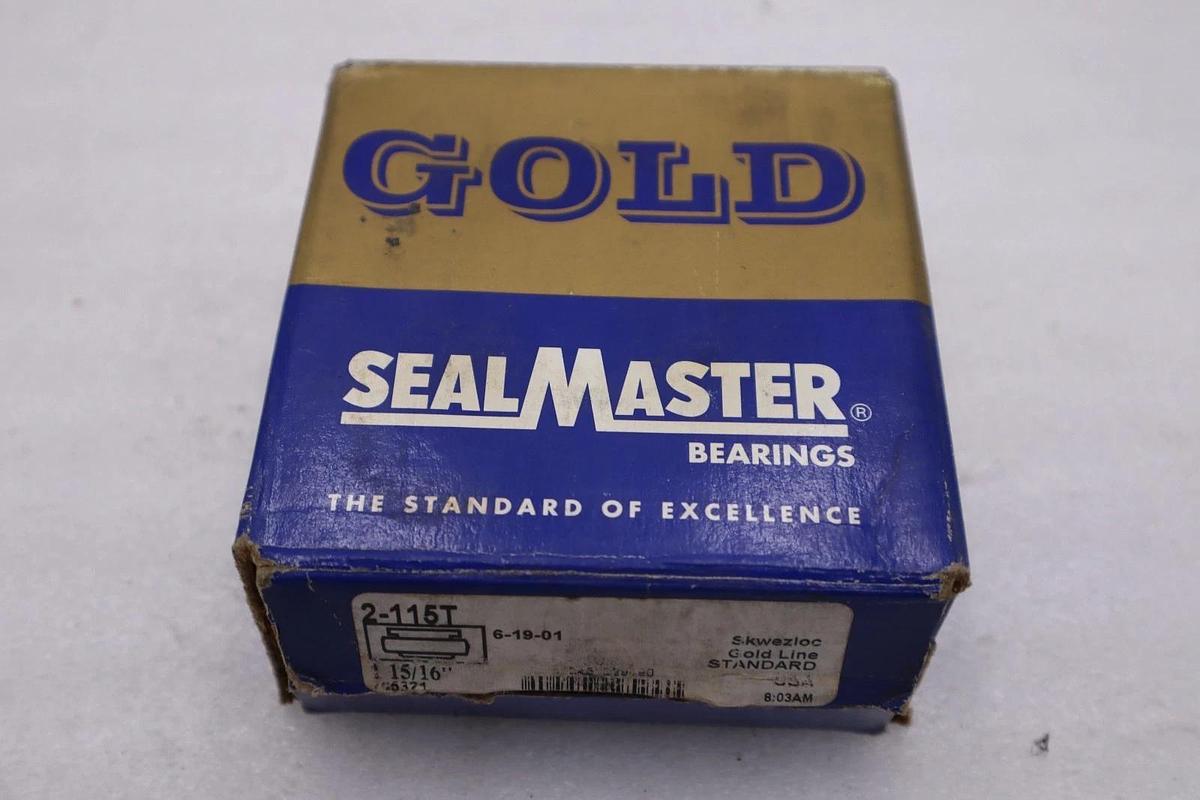 GOLD
SEALMASTER®
BEARINGS
THE STANDARD OF EXCELLENCE
2-115T
6-19-01
Skwezloc
Gold Line
STANDARD
USA
1 15/16"
8:03AM